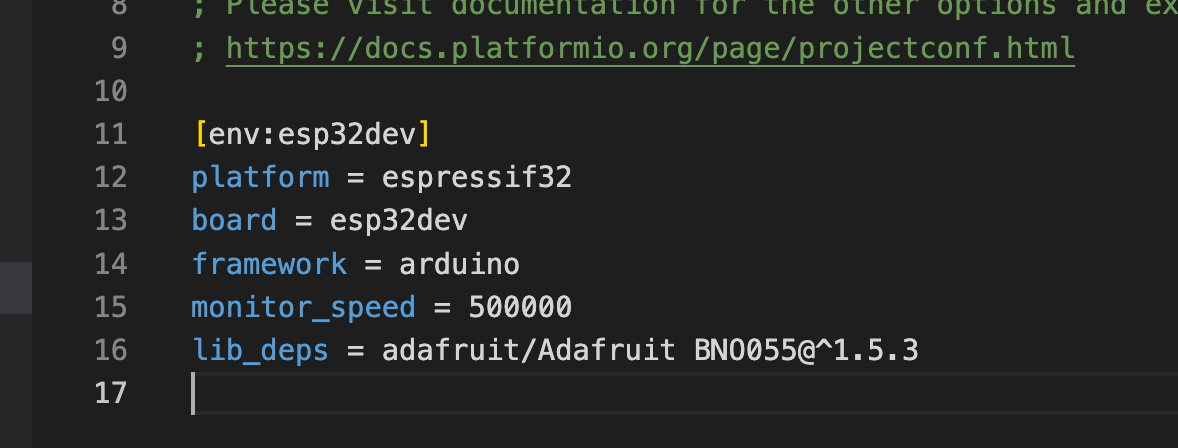 8 ; Please visit documentation for the other options and ex
9 ; https://docs.platformio.org/page/projectconf.html
10
11 [env:esp32dev]
12 platform = espressif32
13 board = esp32dev
14 framework = arduino
15 monitor_speed = 500000
16 lib_deps = adafruit/Adafruit BNO055@^1.5.3
17